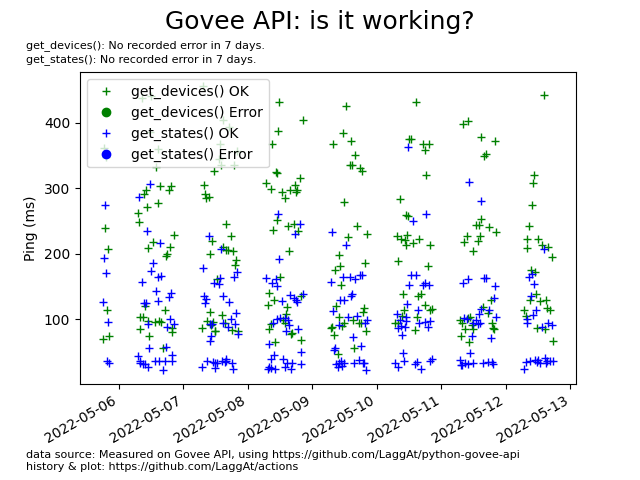 Govee API: is it working?
get_devices(): No recorded error in 7 days.
get_states(): No recorded error in 7 days.
get_devices() OK
get_devices() Error
get_states() OK
get_states() Error
Ping (ms)
400
300
200
100
2022-05-06
2022-05-07
2022-05-08
2022-05-09
2022-05-10
2022-05-11
2022-05-12
2022-05-13
data source: Measured on Govee API, using https://github.com/LaggAt/python-govee-api
history & plot: https://github.com/LaggAt/actions